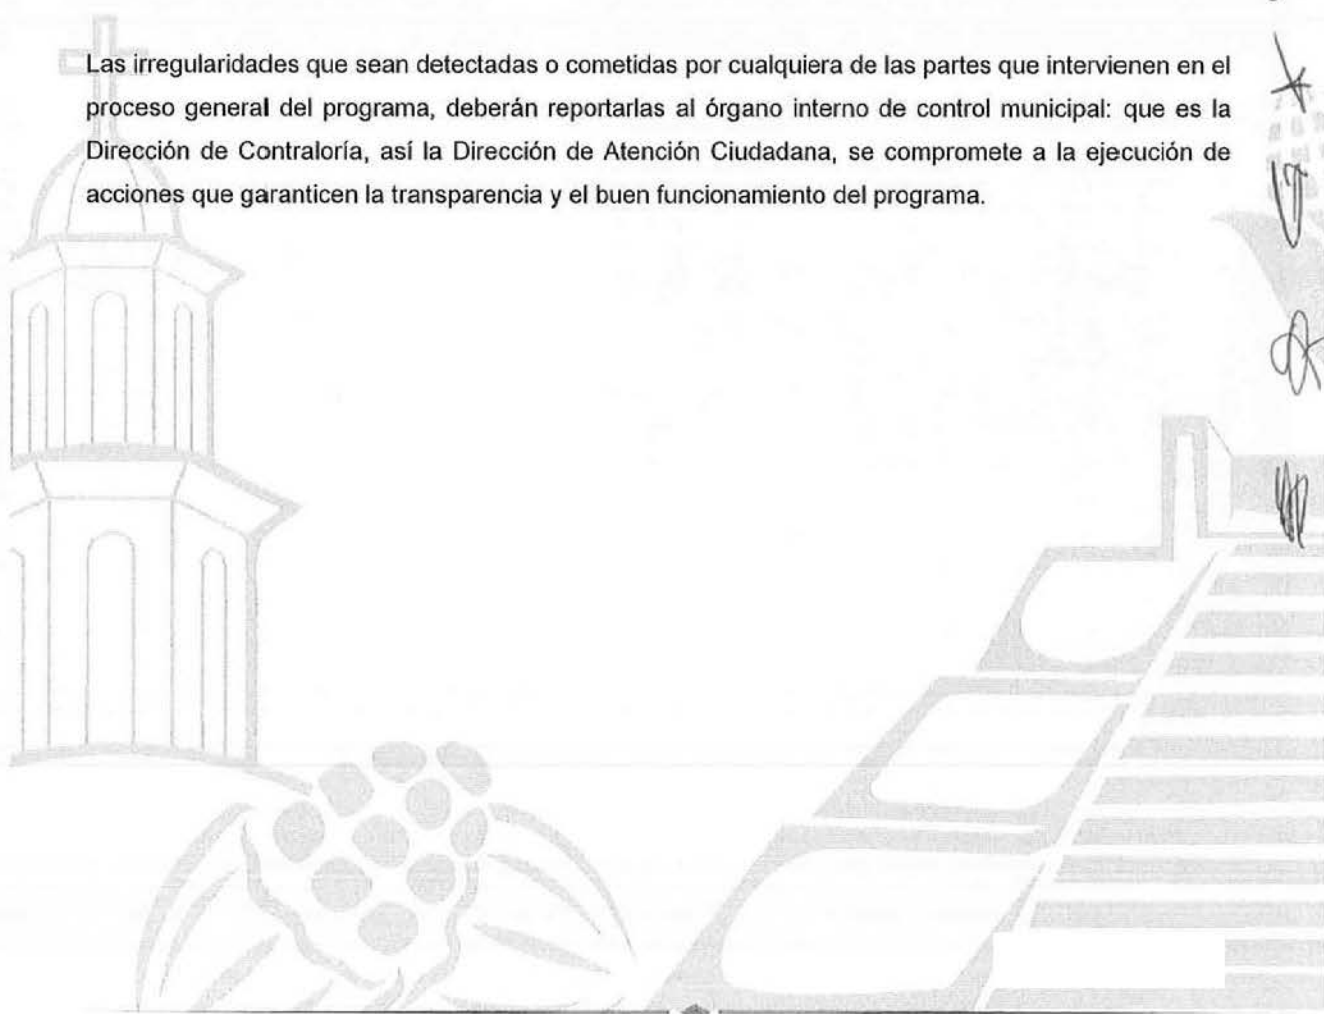 Las irregularidades que sean detectadas o cometidas por cualquiera de las partes que intervienen en el
proceso general del programa, deberán reportarlas al órgano interno de control municipal: que es la
Dirección de Contraloría, así la Dirección de Atención Ciudadana, se compromete a la ejecución de
acciones que garanticen la transparencia y el buen funcionamiento del programa.